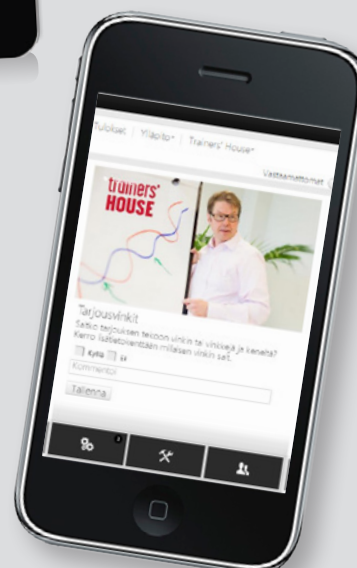 Tulokset | Ylläpito | Trainers' House
Vastaamattomat
trainers'
HOUSE
Tarjousvinkit
Saitko tarjouksen tekoon vinkin tai vinkkejä ja keneltä?
Kerro lisätietokenttään millaisen vinkin sait.
Kyllä Ei
Kommentoi
Tallenna